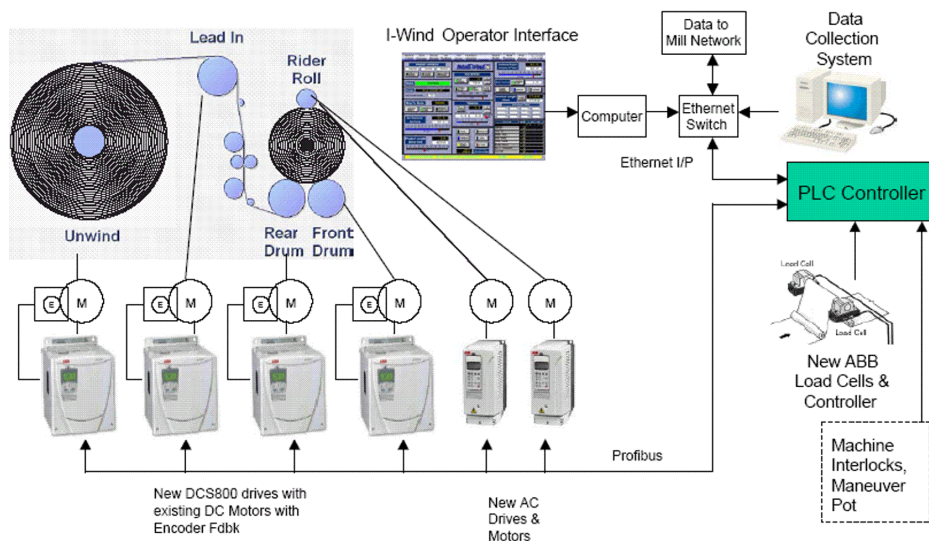 Lead In
Rider
Roll
Unwind
Rear
Drum
Front
Drum
I-Wind Operator Interface
Data to
Mill Network
Data
Collection
System
Computer
Ethernet
Switch
Ethernet I/P
PLC Controller
Load Cell
Load Cell
New ABB
Load Cells &
Controller
Machine
Interlocks,
Maneuver
Pot
E
M
E
M
E
M
E
M
M
M
Profibus
New DCS800 drives with
existing DC Motors with
Encoder Fdbk
New AC
Drives &
Motors